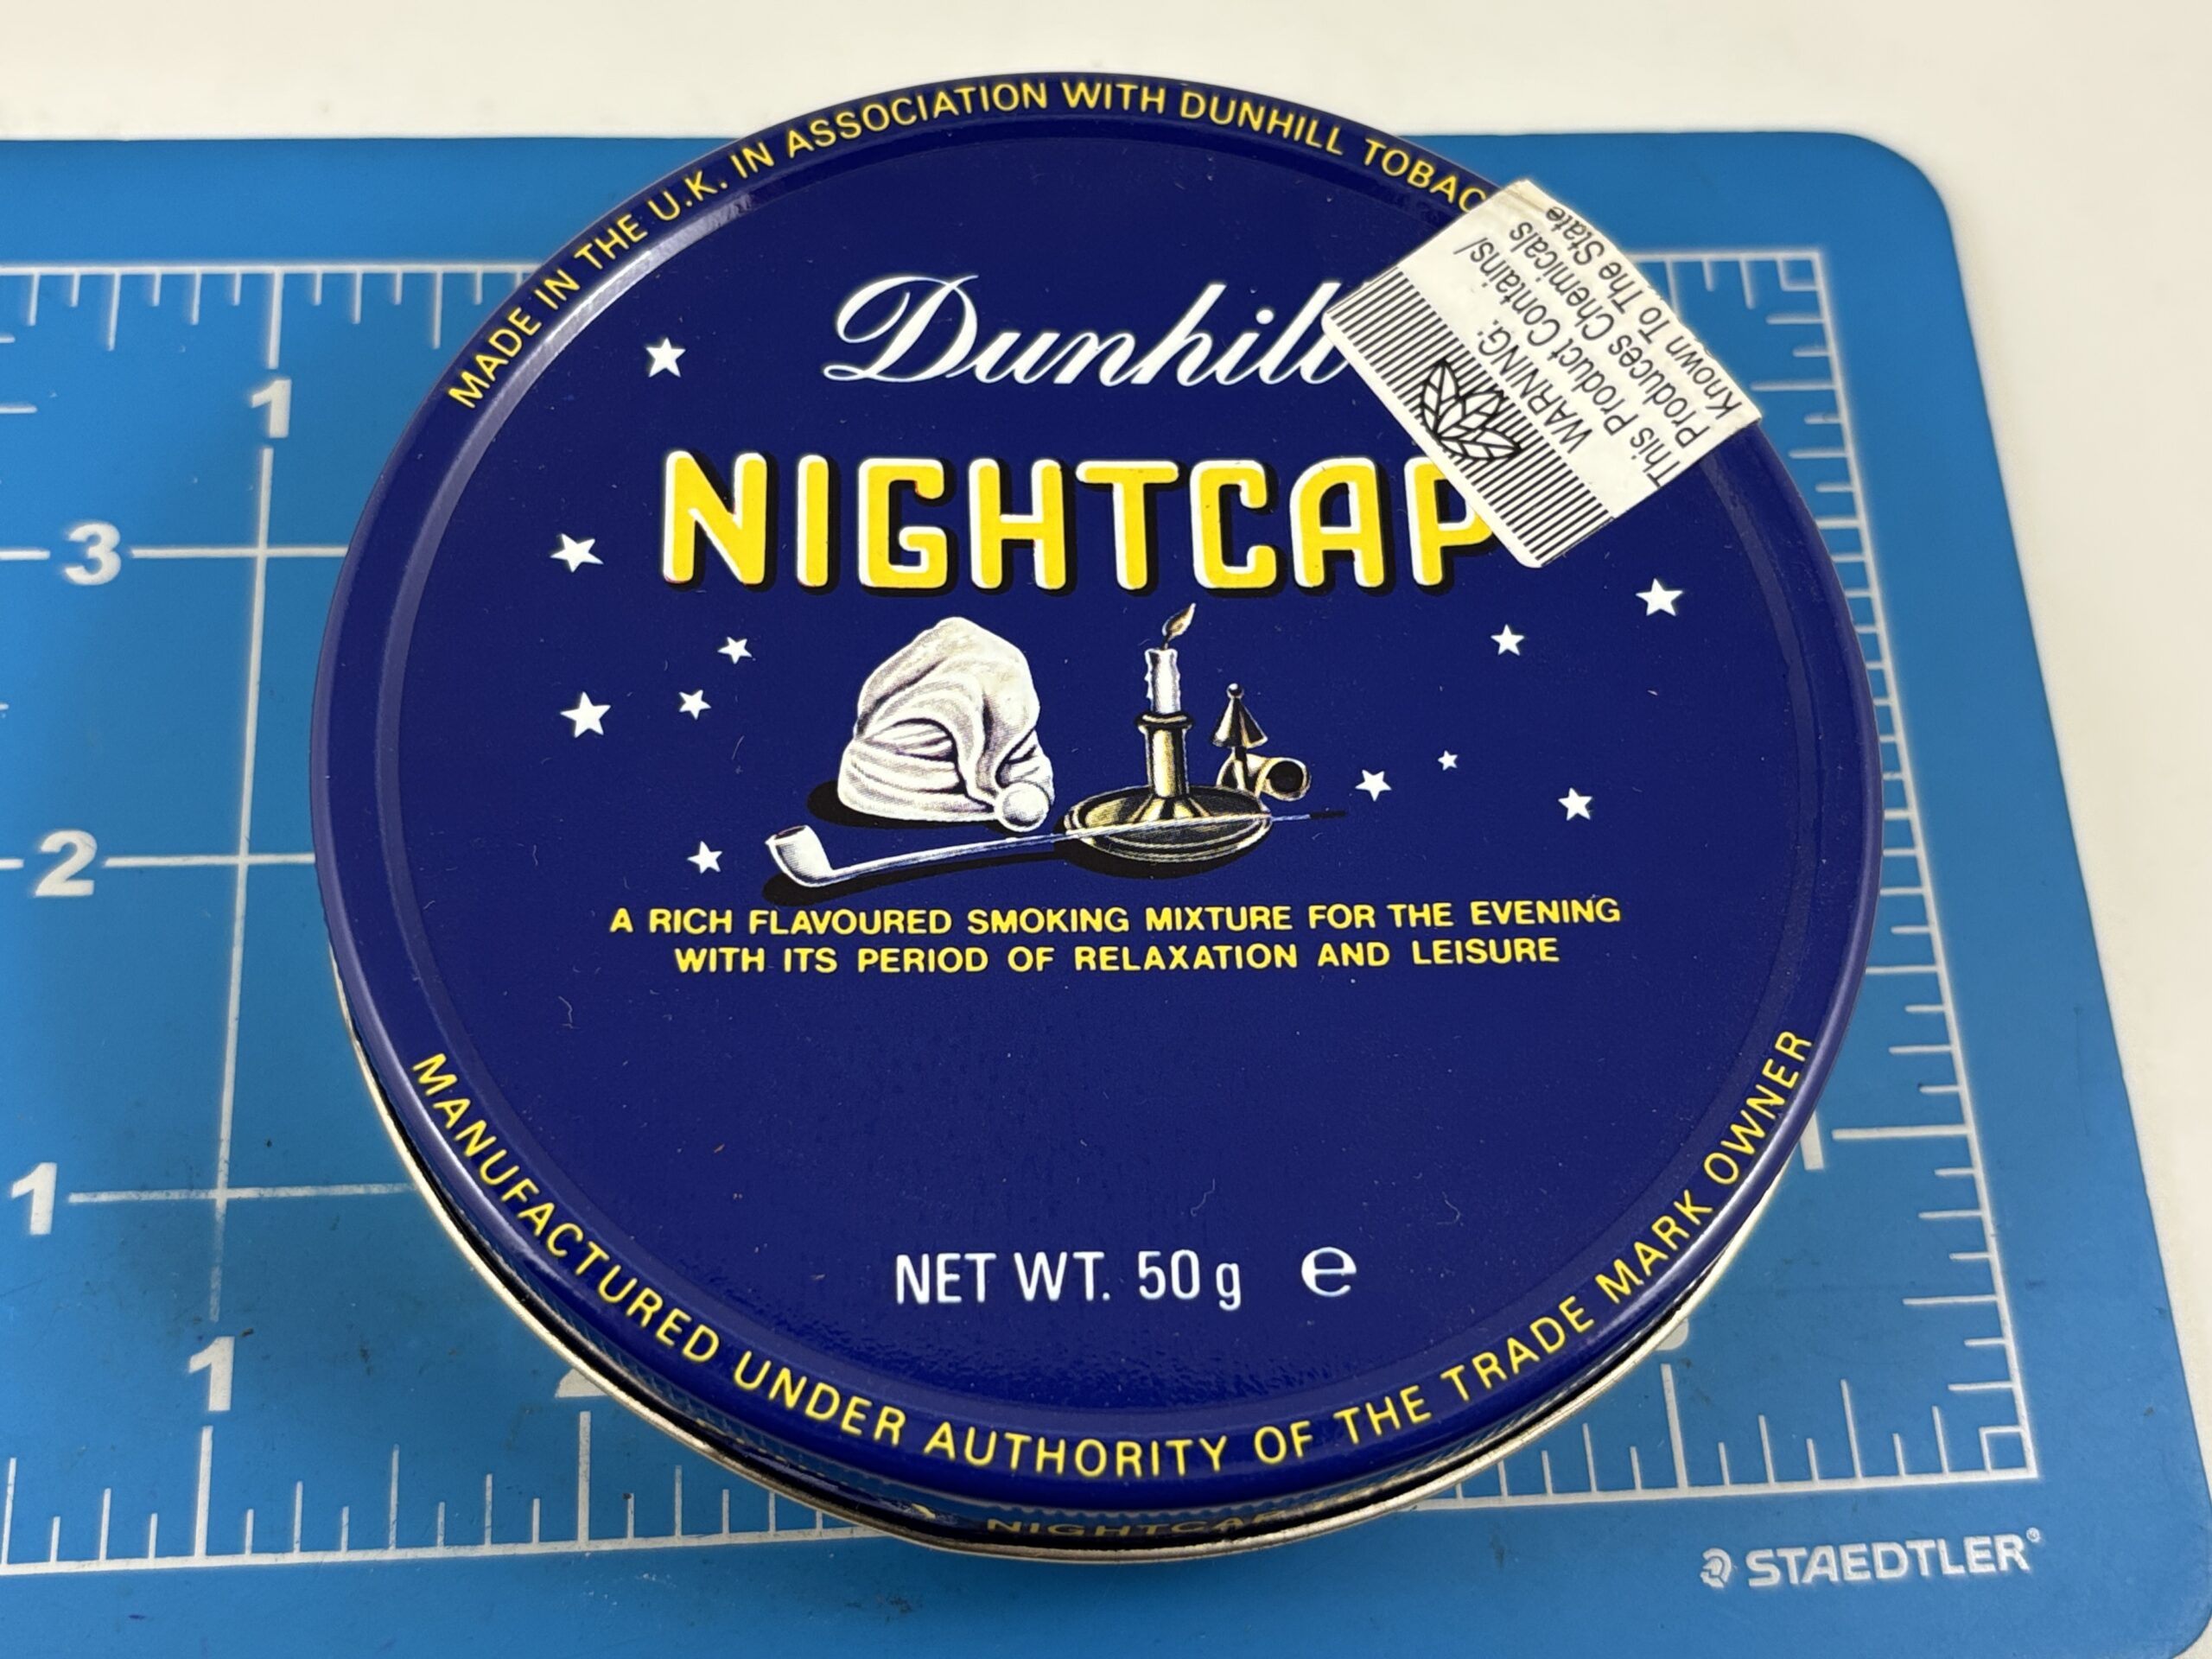 MADE IN THE U.K. IN ASSOCIATION WITH DUNHILL TOBAC
Dunhill
NIGHTCAP
WARNING:
This Product Contains/
Produces Chemicals
Known To The State
A RICH FLAVOURED SMOKING MIXTURE FOR THE EVENING
WITH ITS PERIOD OF RELAXATION AND LEISURE
NET WT. 50 g ℮
MANUFACTURED UNDER AUTHORITY OF THE TRADE MARK OWNER
NIGHTCAP
1
3
2
1
1
STAEDTLER®